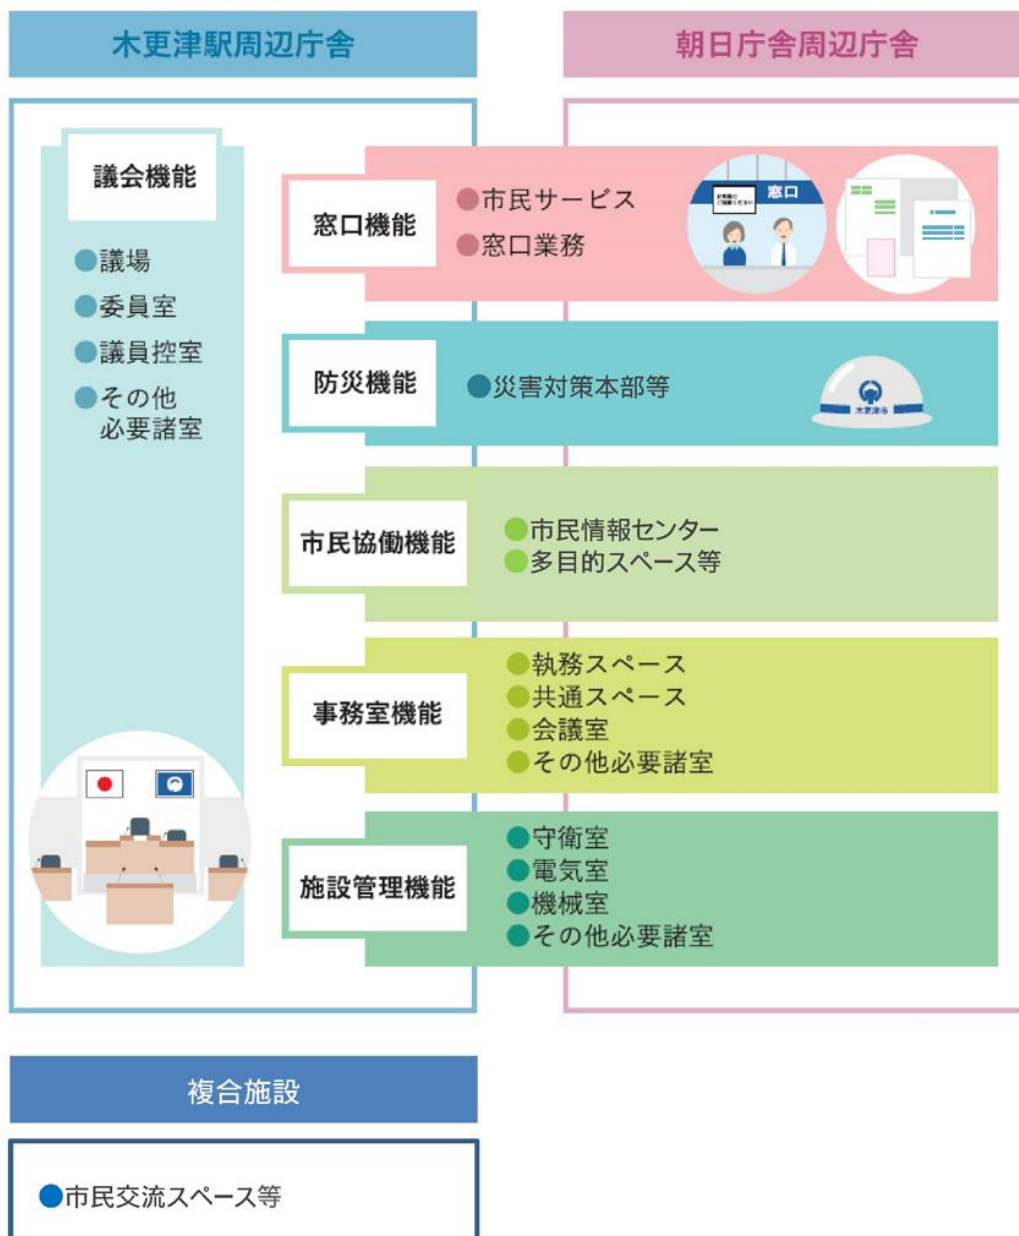 木更津駅周辺庁舎
朝日庁舎周辺庁舎
議会機能
議場
委員室
議員控室
その他
必要諸室
窓口機能
市民サービス
窓口業務
窓口
防災機能
災害対策本部等
木更津市
市民協働機能
市民情報センター
多目的スペース等
事務室機能
執務スペース
共通スペース
会議室
その他必要諸室
施設管理機能
守衛室
電気室
機械室
その他必要諸室
複合施設
市民交流スペース等